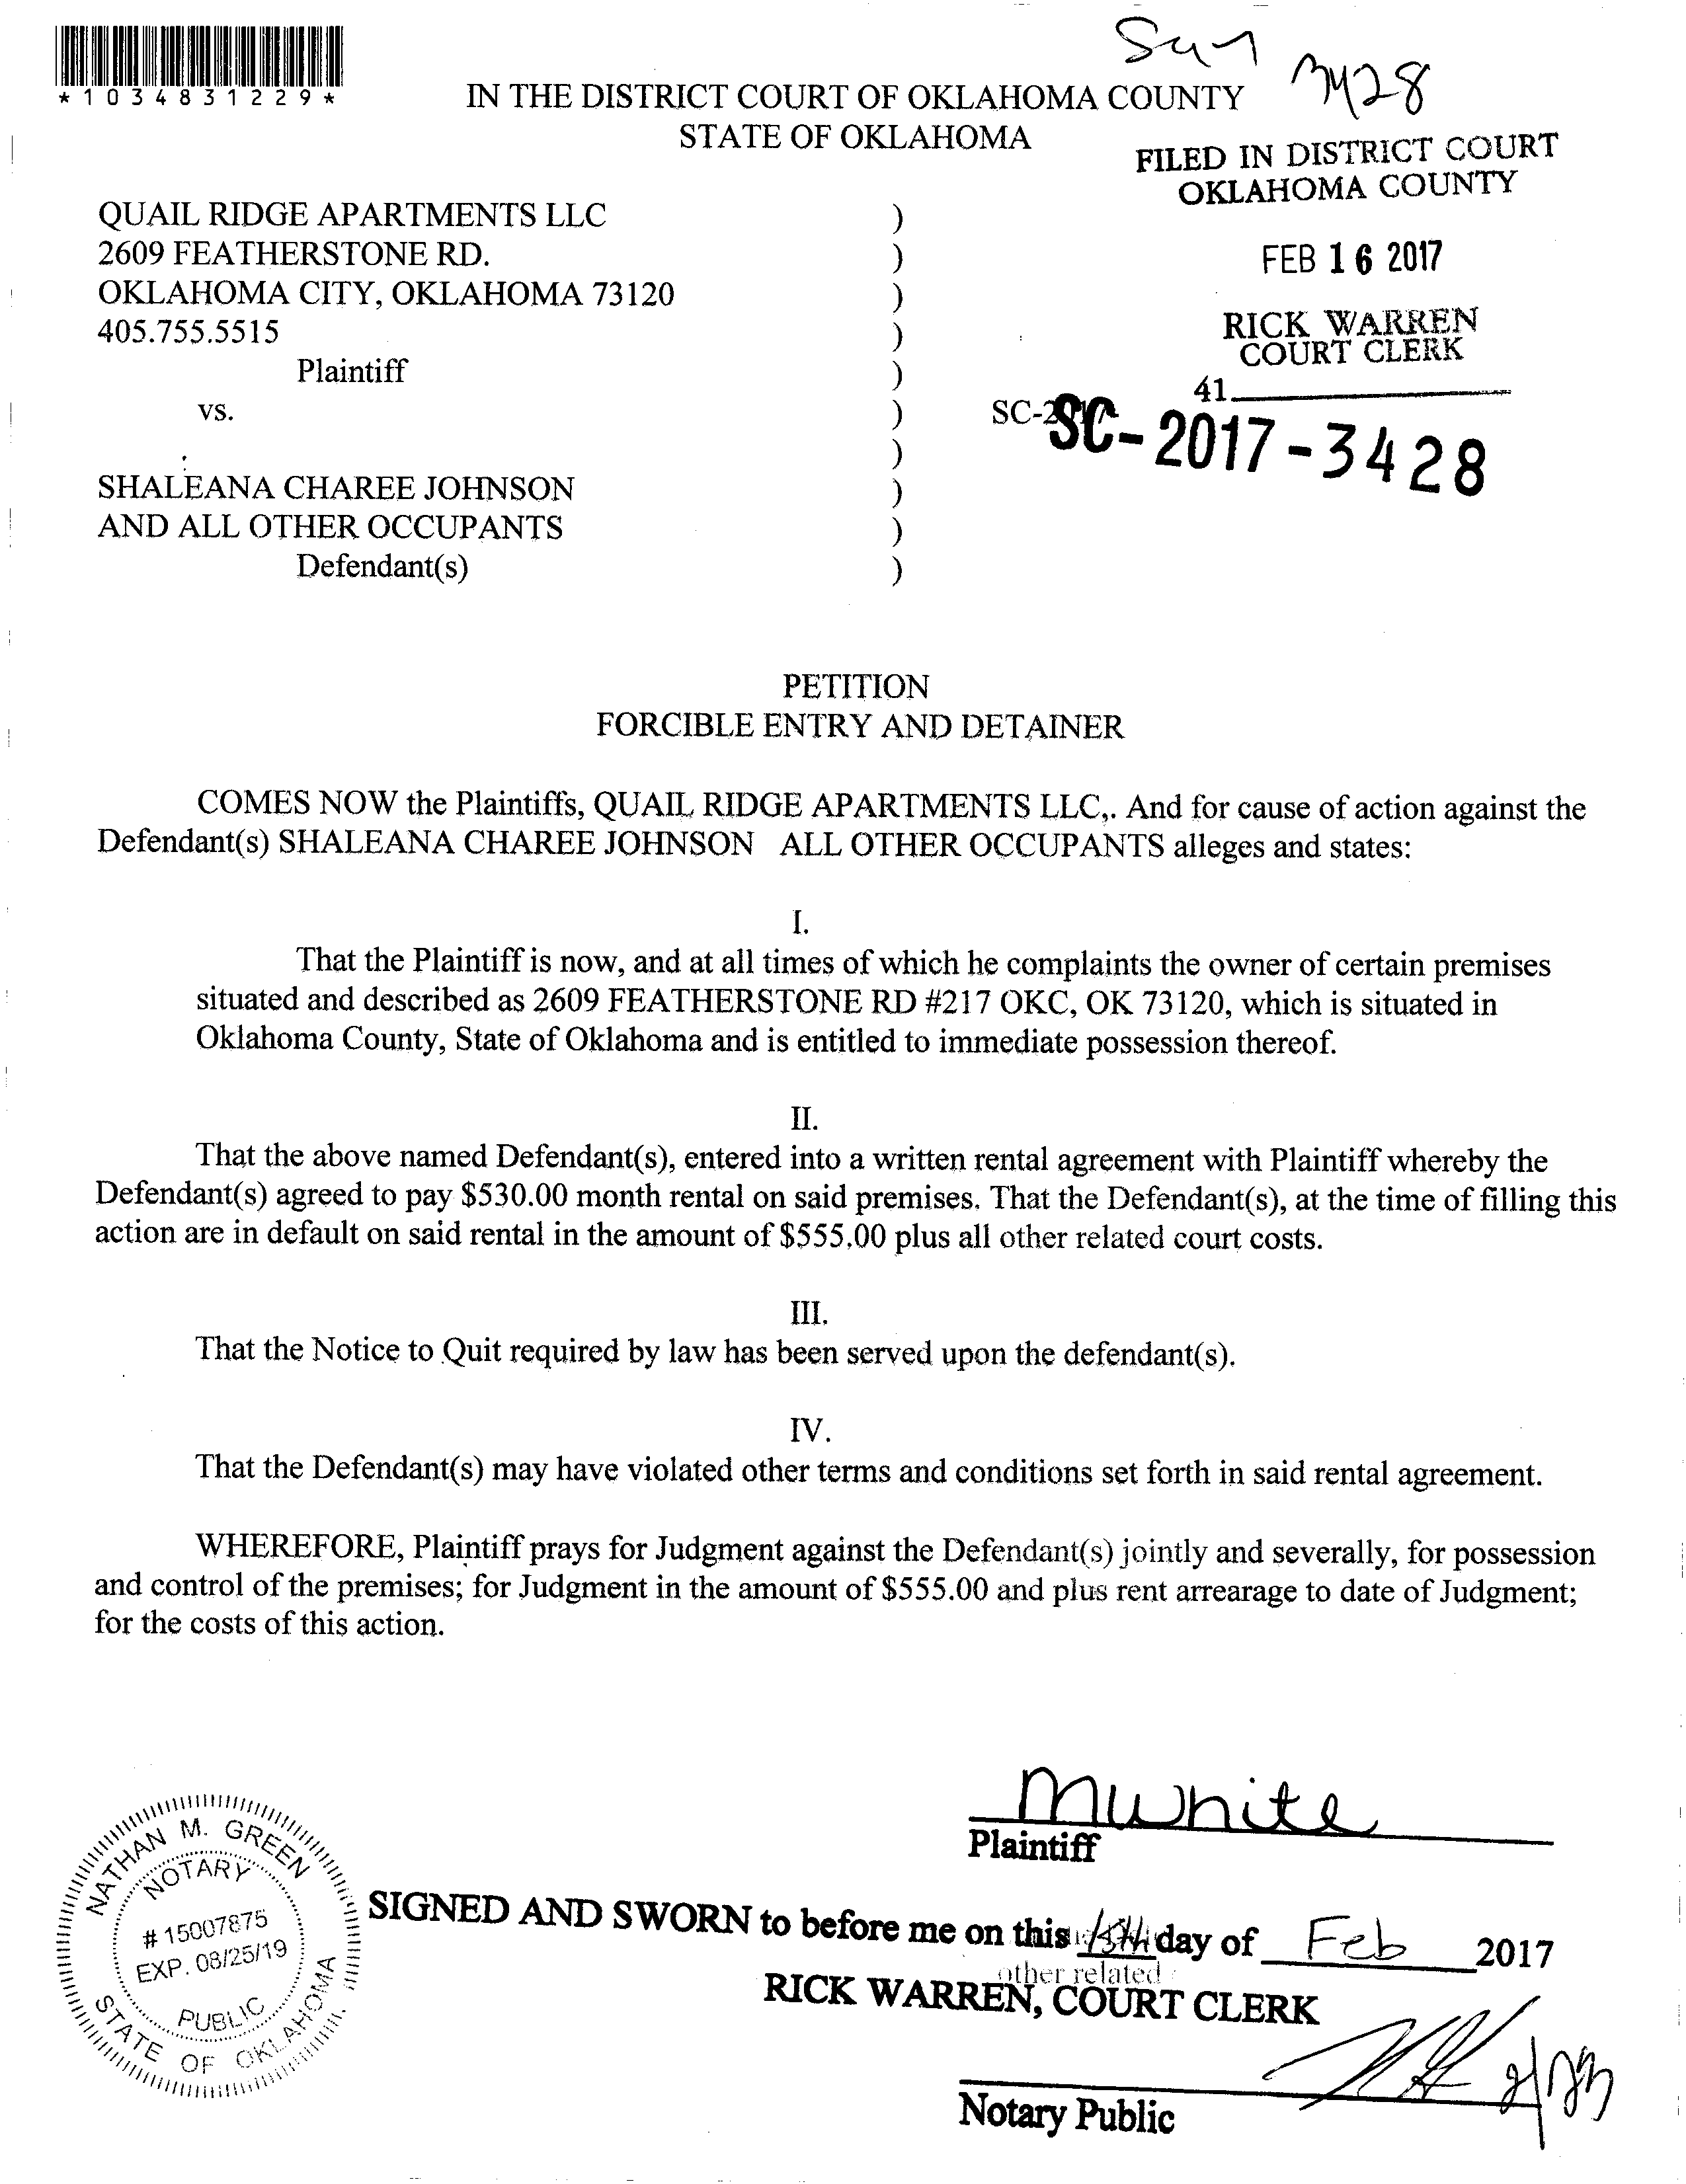 *1034831229*
3428
IN THE DISTRICT COURT OF OKLAHOMA COUNTY
STATE OF OKLAHOMA
FILED IN DISTRICT COURT
OKLAHOMA COUNTY
FEB 16 2017
RICK WARREN
COURT CLERK
41
QUAIL RIDGE APARTMENTS LLC )
2609 FEATHERSTONE RD. )
OKLAHOMA CITY, OKLAHOMA 73120 )
405.755.5515 )
Plaintiff )
vs. ) SC-
SC-2017-3428
)
SHALEANA CHAREE JOHNSON )
AND ALL OTHER OCCUPANTS )
Defendant(s) )
PETITION
FORCIBLE ENTRY AND DETAINER
COMES NOW the Plaintiffs, QUAIL RIDGE APARTMENTS LLC,. And for cause of action against the
Defendant(s) SHALEANA CHAREE JOHNSON ALL OTHER OCCUPANTS alleges and states:
I.
That the Plaintiff is now, and at all times of which he complaints the owner of certain premises
situated and described as 2609 FEATHERSTONE RD #217 OKC, OK 73120, which is situated in
Oklahoma County, State of Oklahoma and is entitled to immediate possession thereof.
II.
That the above named Defendant(s), entered into a written rental agreement with Plaintiff whereby the
Defendant(s) agreed to pay $530.00 month rental on said premises. That the Defendant(s), at the time of filling this
action are in default on said rental in the amount of $555.00 plus all other related court costs.
III.
That the Notice to Quit required by law has been served upon the defendant(s).
IV.
That the Defendant(s) may have violated other terms and conditions set forth in said rental agreement.
WHEREFORE, Plaintiff prays for Judgment against the Defendant(s) jointly and severally, for possession
and control of the premises; for Judgment in the amount of $555.00 and plus rent arrearage to date of Judgment;
for the costs of this action.
MWhite
Plaintiff
NATHAN M. GREEN
NOTARY
# 15007875
EXP. 08/25/19
PUBLIC
STATE OF OKLAHOMA
SIGNED AND SWORN to before me on this 15th day of Feb 2017
other related
RICK WARREN, COURT CLERK
Notary Public